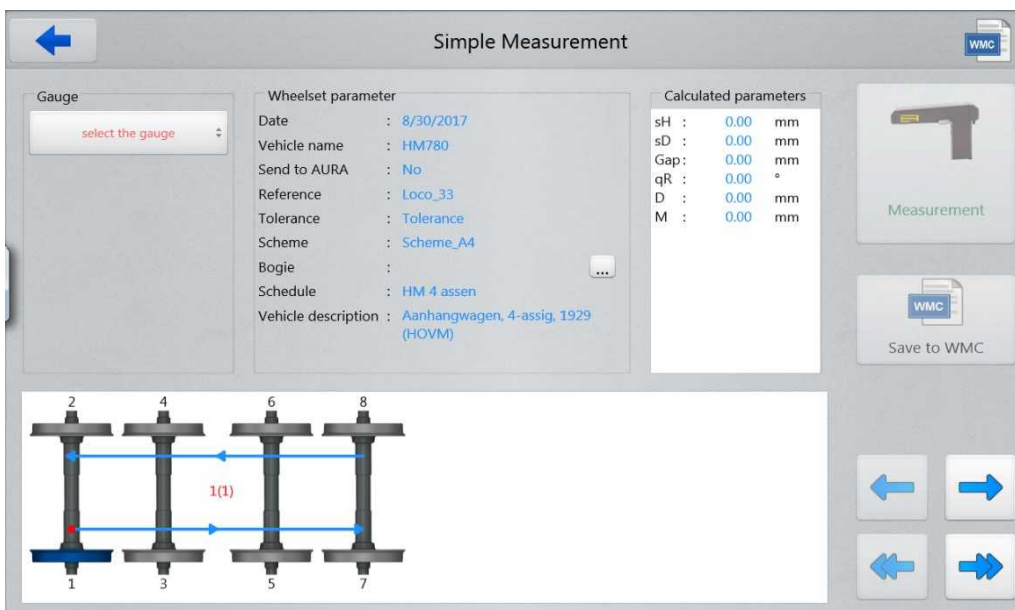 Simple Measurement
WMC
Gauge
select the gauge
Wheelset parameter
Date : 8/30/2017
Vehicle name : HM780
Send to AURA : No
Reference : Loco_33
Tolerance : Tolerance
Scheme : Scheme_A4
Bogie :
...
Schedule : HM 4 assen
Vehicle description : Aanhangwagen, 4-assig, 1929
(HOVM)
Calculated parameters
sH : 0.00 mm
sD : 0.00 mm
Gap: 0.00 mm
qR : 0.00 °
D : 0.00 mm
M : 0.00 mm
Measurement
WMC
Save to WMC
2 4 6 8
1(1)
1 3 5 7